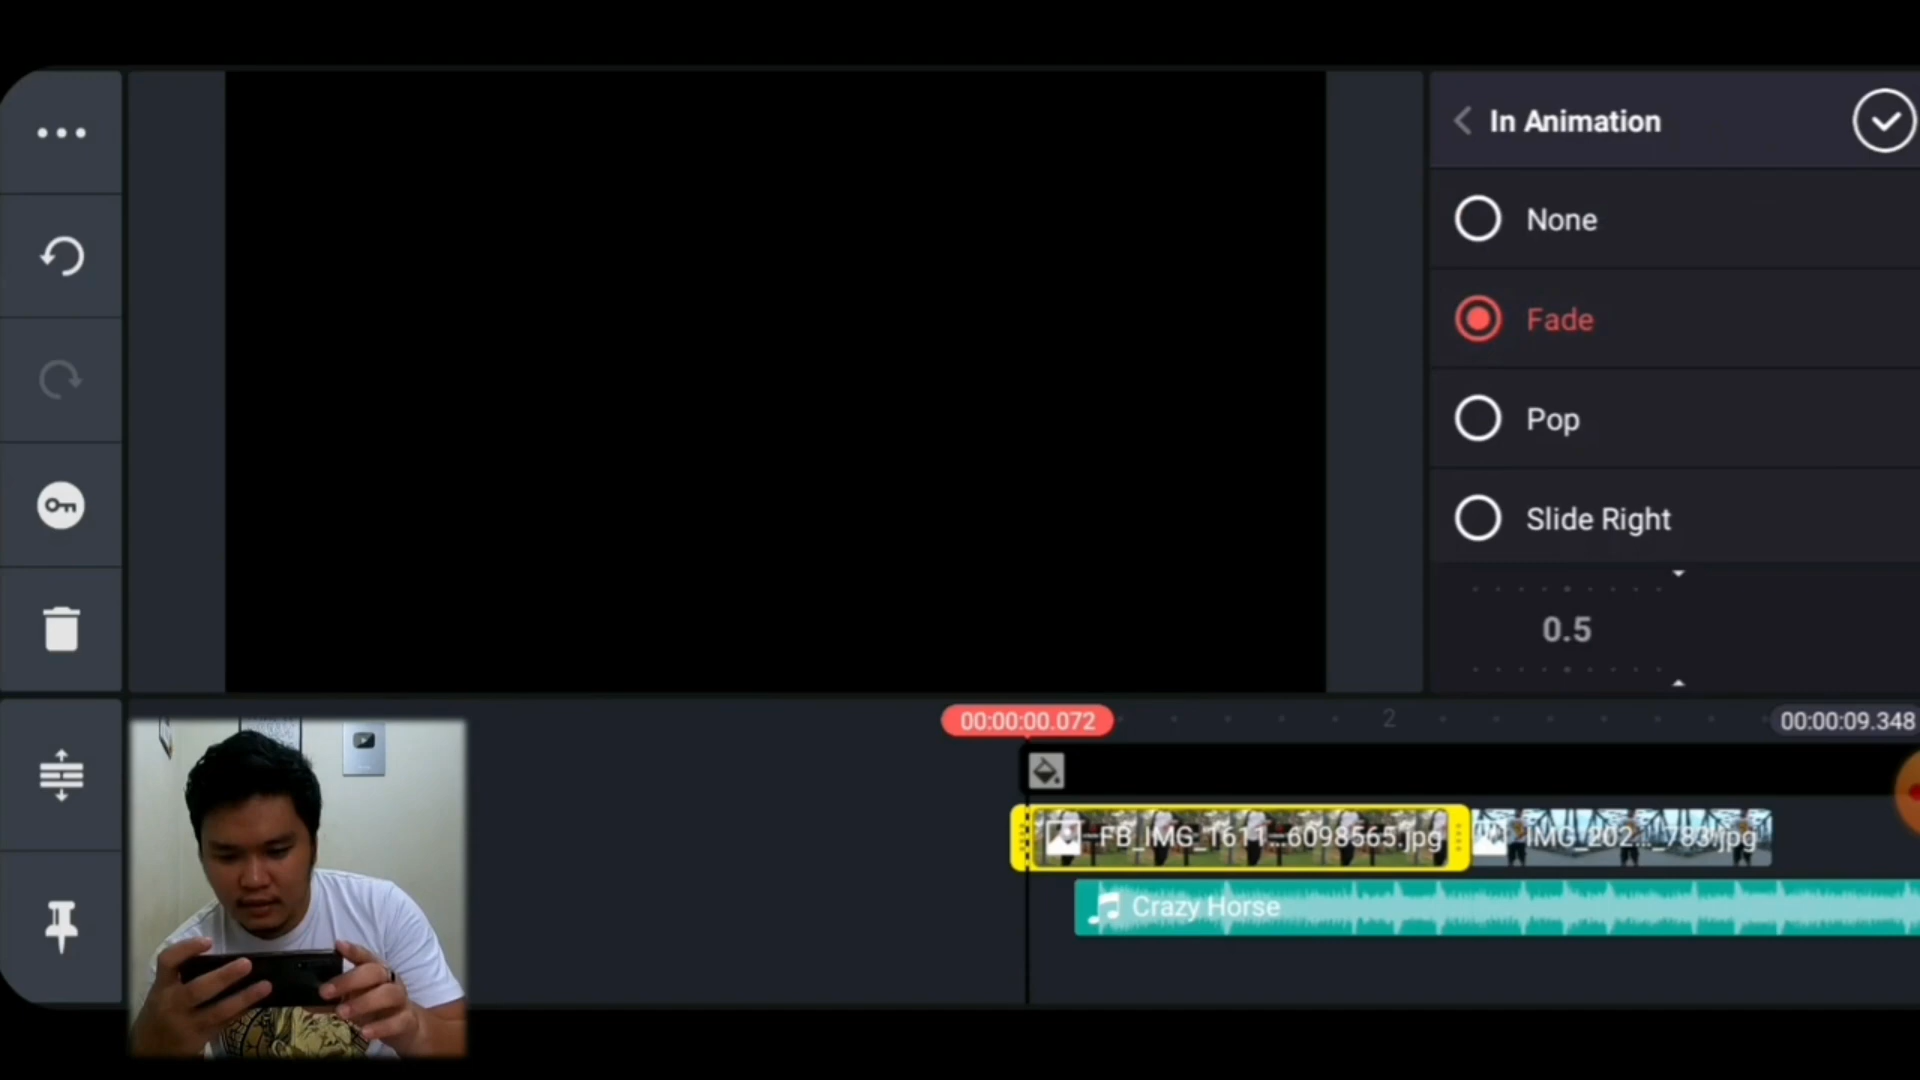 In Animation
None
Fade
Pop
Slide Right
0.5
00:00:00.072
2
00:00:09.348
FB_IMG_1611...6098565.jpg
IMG_202..._783.jpg
Crazy Horse